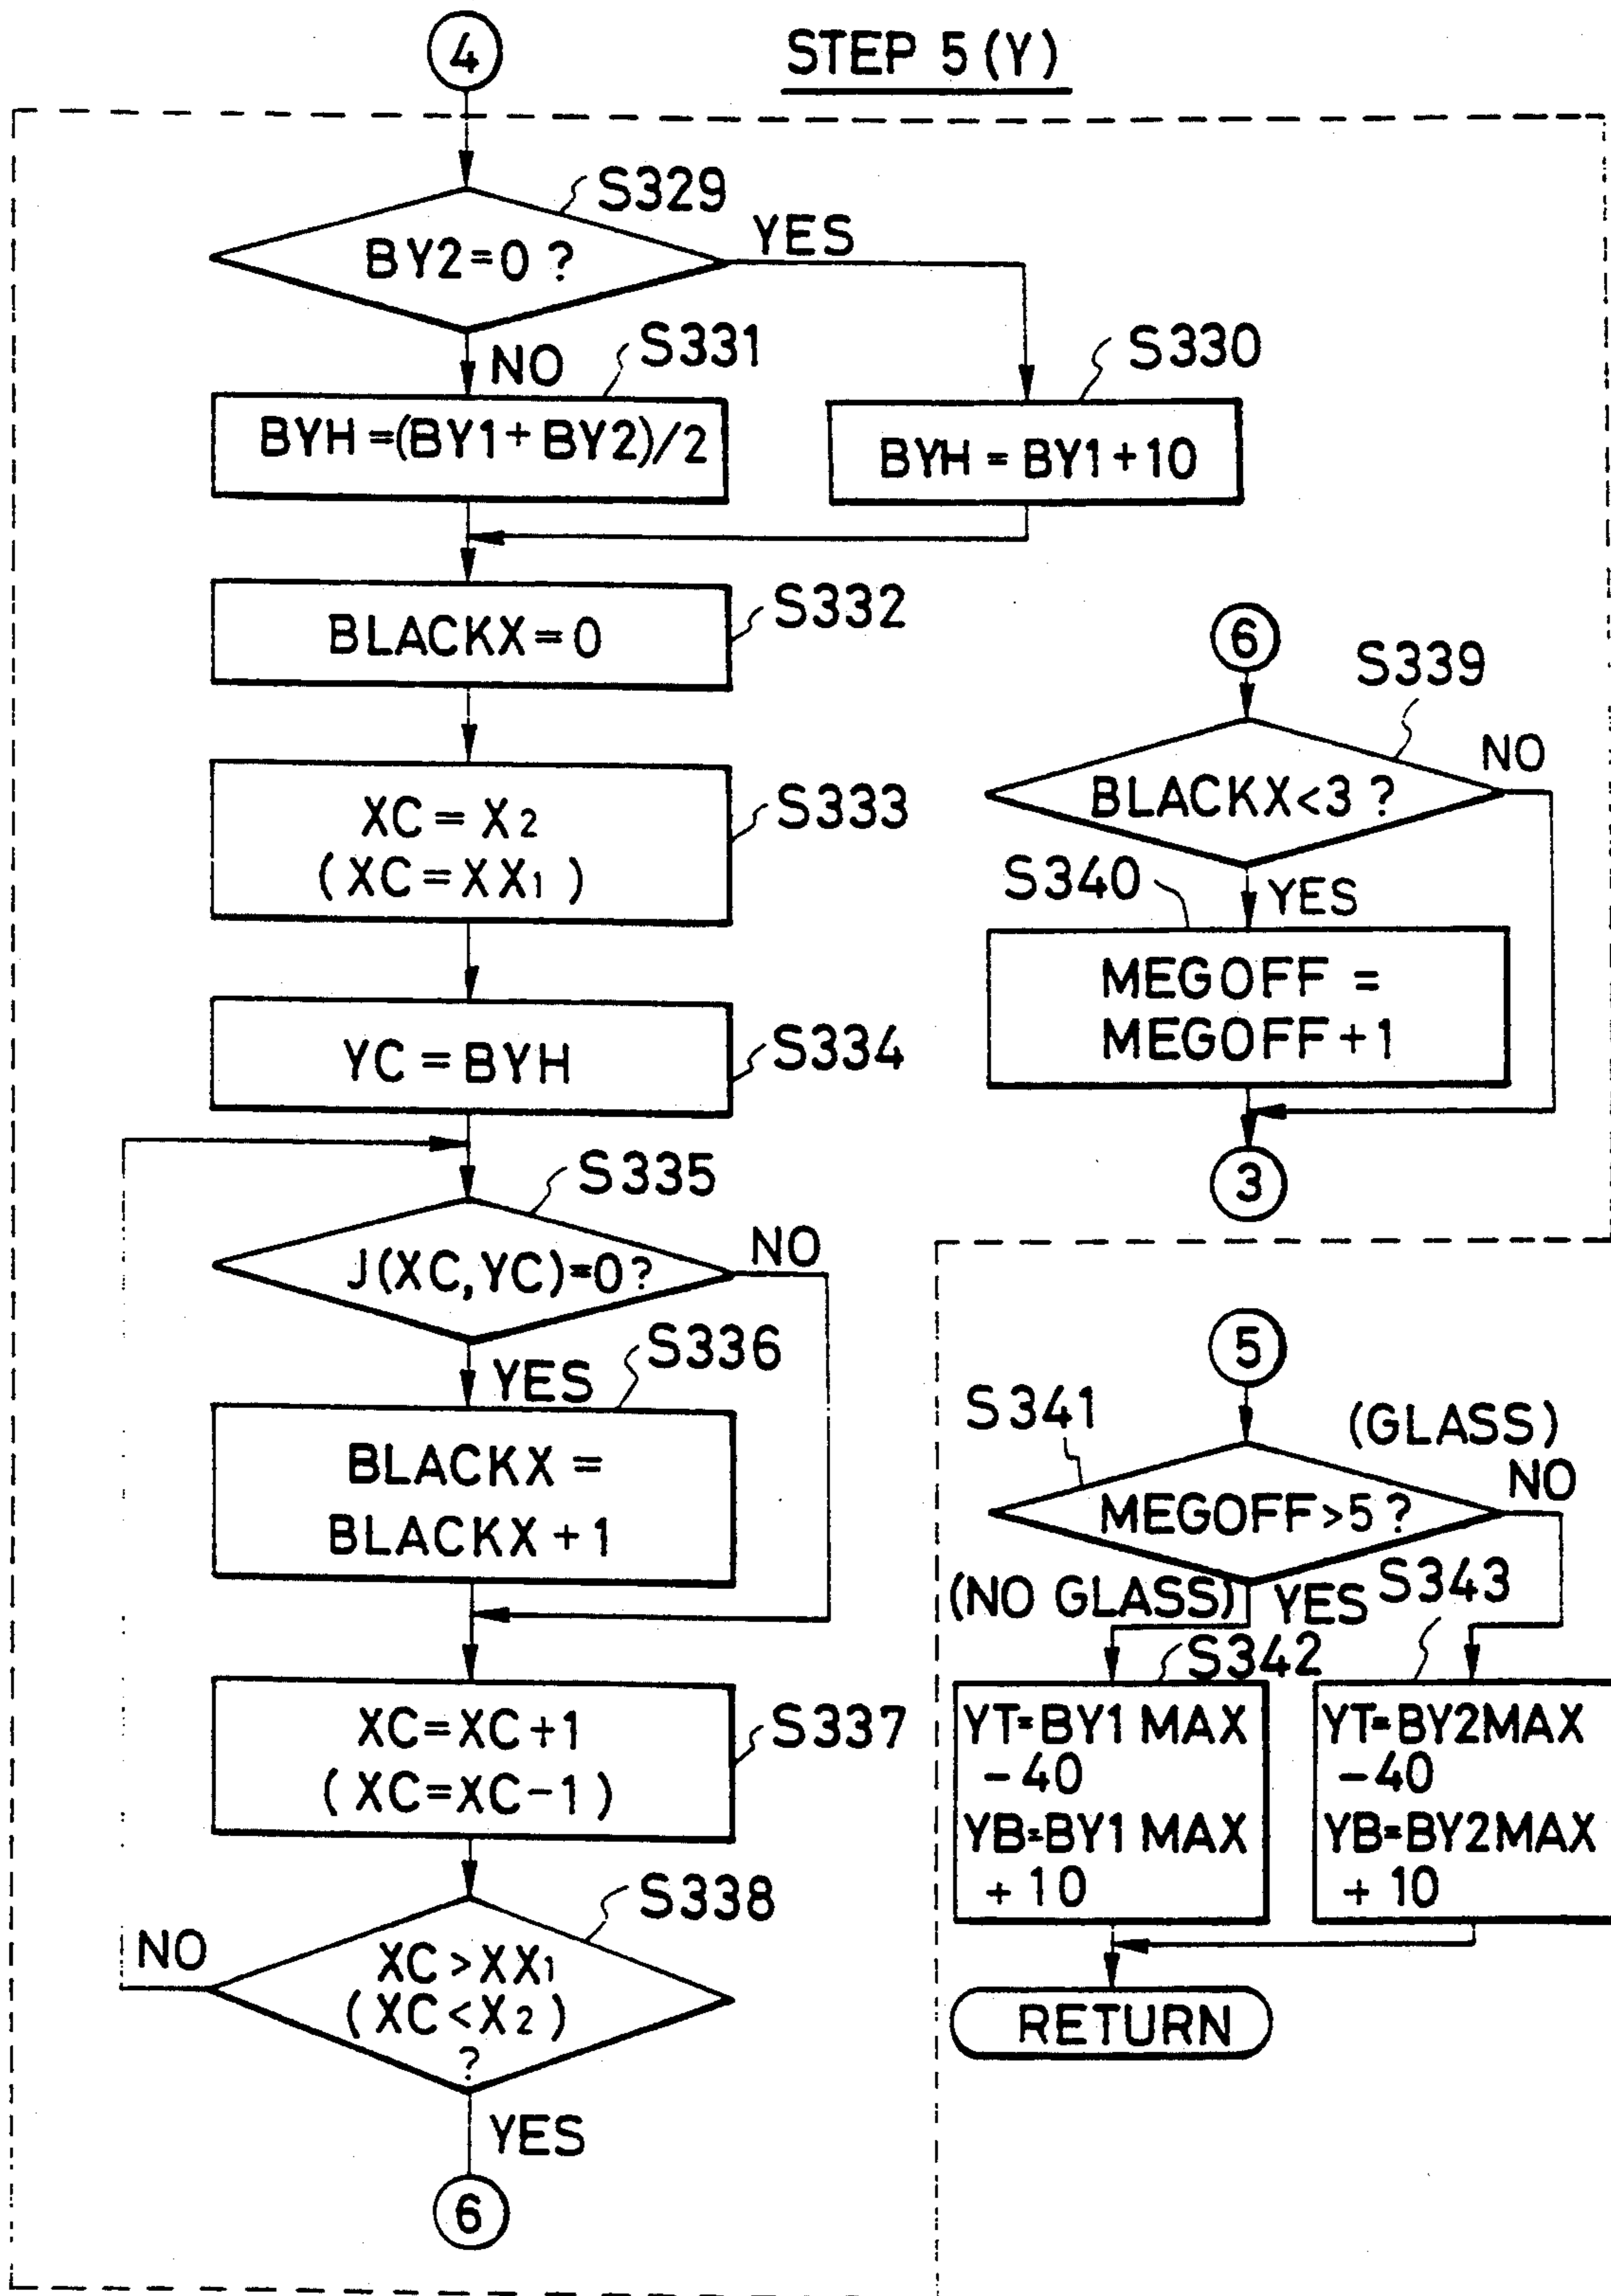 4
STEP 5 (Y)
S329
BY2=0 ?
YES
NO
S331
S330
BYH =(BY1+ BY2)/2
BYH = BY1+10
BLACKX=0
S332
XC = X2
(XC=XX1)
S333
YC = BYH
S334
S335
J(XC,YC)=0?
NO
YES
S336
BLACKX =
BLACKX +1
XC=XC+1
(XC=XC-1)
S337
S338
NO
XC>XX1
(XC<X2)
?
YES
6
6
S339
BLACKX<3 ?
NO
S340
YES
MEGOFF =
MEGOFF+1
3
5
S341
(GLASS)
NO
MEGOFF>5 ?
(NO GLASS)
YES
S343
S342
YT=BY1 MAX
-40
YB=BY1 MAX
+10
YT=BY2MAX
-40
YB=BY2MAX
+10
RETURN